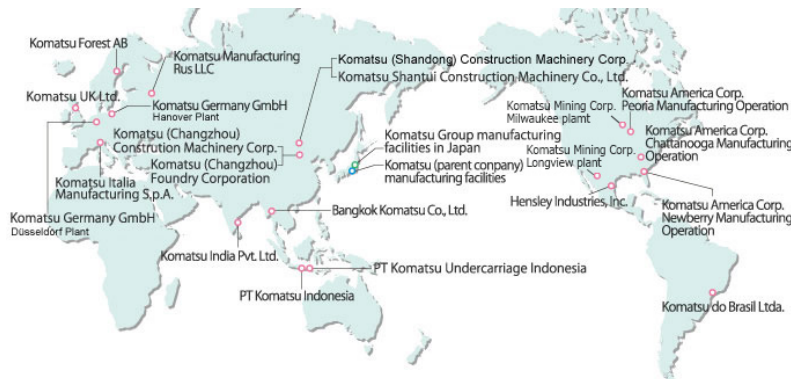 Komatsu Forest AB
Komatsu Manufacturing
Rus LLC
Komatsu UK Ltd.
Komatsu Germany GmbH
Hanover Plant
Komatsu (Changzhou)
Constrution Machinery Corp.
Komatsu (Changzhou)
Foundry Corporation
Komatsu Italia
Manufacturing S.p.A.
Komatsu Germany GmbH
Düsseldorf Plant
Komatsu (Shandong) Construction Machinery Corp.
Komatsu Shantui Construction Machinery Co., Ltd.
Komatsu Group manufacturing
facilities in Japan
Komatsu (parent conpany)
manufacturing facilities
Bangkok Komatsu Co., Ltd.
Komatsu India Pvt. Ltd.
PT Komatsu Undercarriage Indonesia
PT Komatsu Indonesia
Komatsu America Corp.
Peoria Manufacturing Operation
Komatsu Mining Corp.
Milwaukee plamt
Komatsu America Corp.
Chattanooga Manufacturing
Operation
Komatsu Mining Corp.
Longview plant
Hensley Industries, Inc.
Komatsu America Corp.
Newberry Manufacturing
Operation
Komatsu do Brasil Ltda.